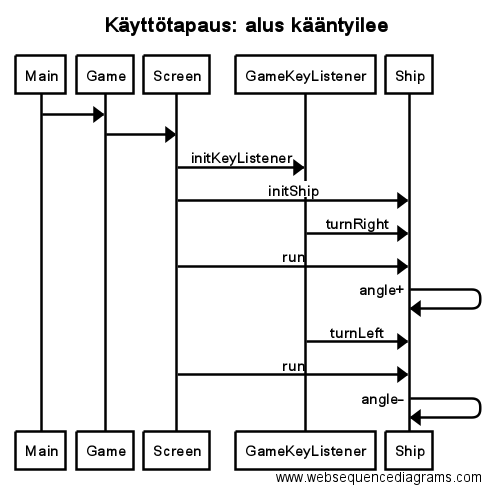 Käyttötapaus: alus kääntyilee
Main Game Screen GameKeyListener Ship
initKeyListener
initShip
turnRight
run
angle+
turnLeft
run
angle-
Main Game Screen GameKeyListener Ship
www.websequencediagrams.com